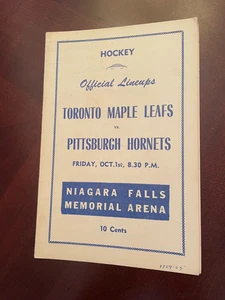 HOCKEY
Official Lineups
TORONTO MAPLE LEAFS
vs
PITTSBURGH HORNETS
FRIDAY, OCT. 1st, 8.30 P.M.
NIAGARA FALLS
MEMORIAL ARENA
10 Cents